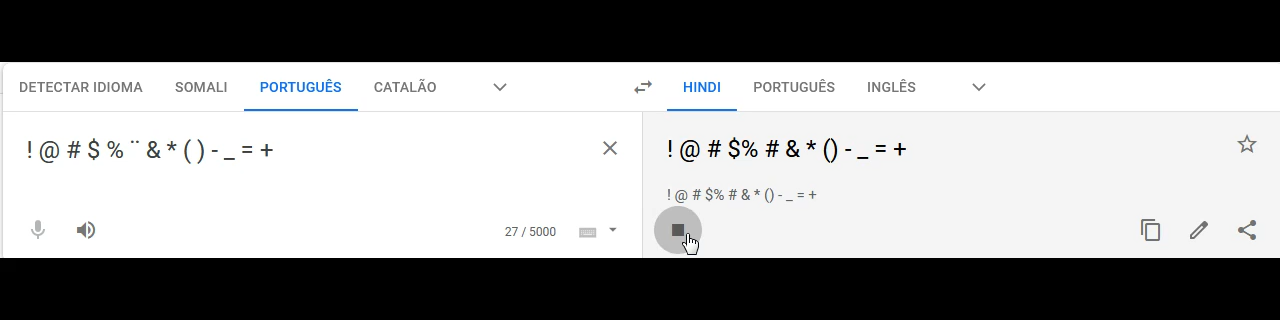 DETECTAR IDIOMA SOMALI PORTUGUÊS CATALÃO HINDI PORTUGUÊS INGLÊS
! @ # $ % ¨ & * ( ) - _ = +
! @ # $% # & * () - _ = +
! @ # $% # & * () - _ = +
27 / 5000